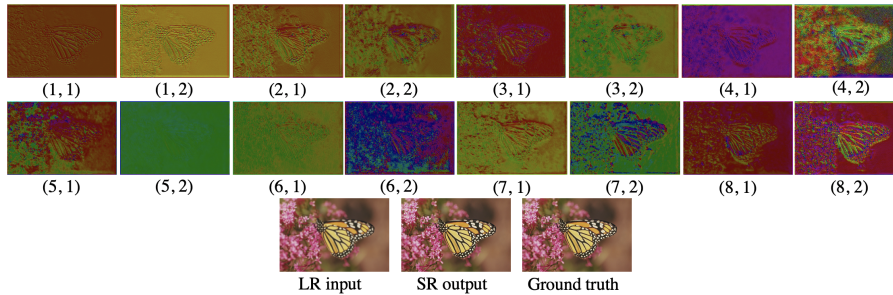 (1, 1) (1, 2) (2, 1) (2, 2) (3, 1) (3, 2) (4, 1) (4, 2)
(5, 1) (5, 2) (6, 1) (6, 2) (7, 1) (7, 2) (8, 1) (8, 2)
LR input SR output Ground truth